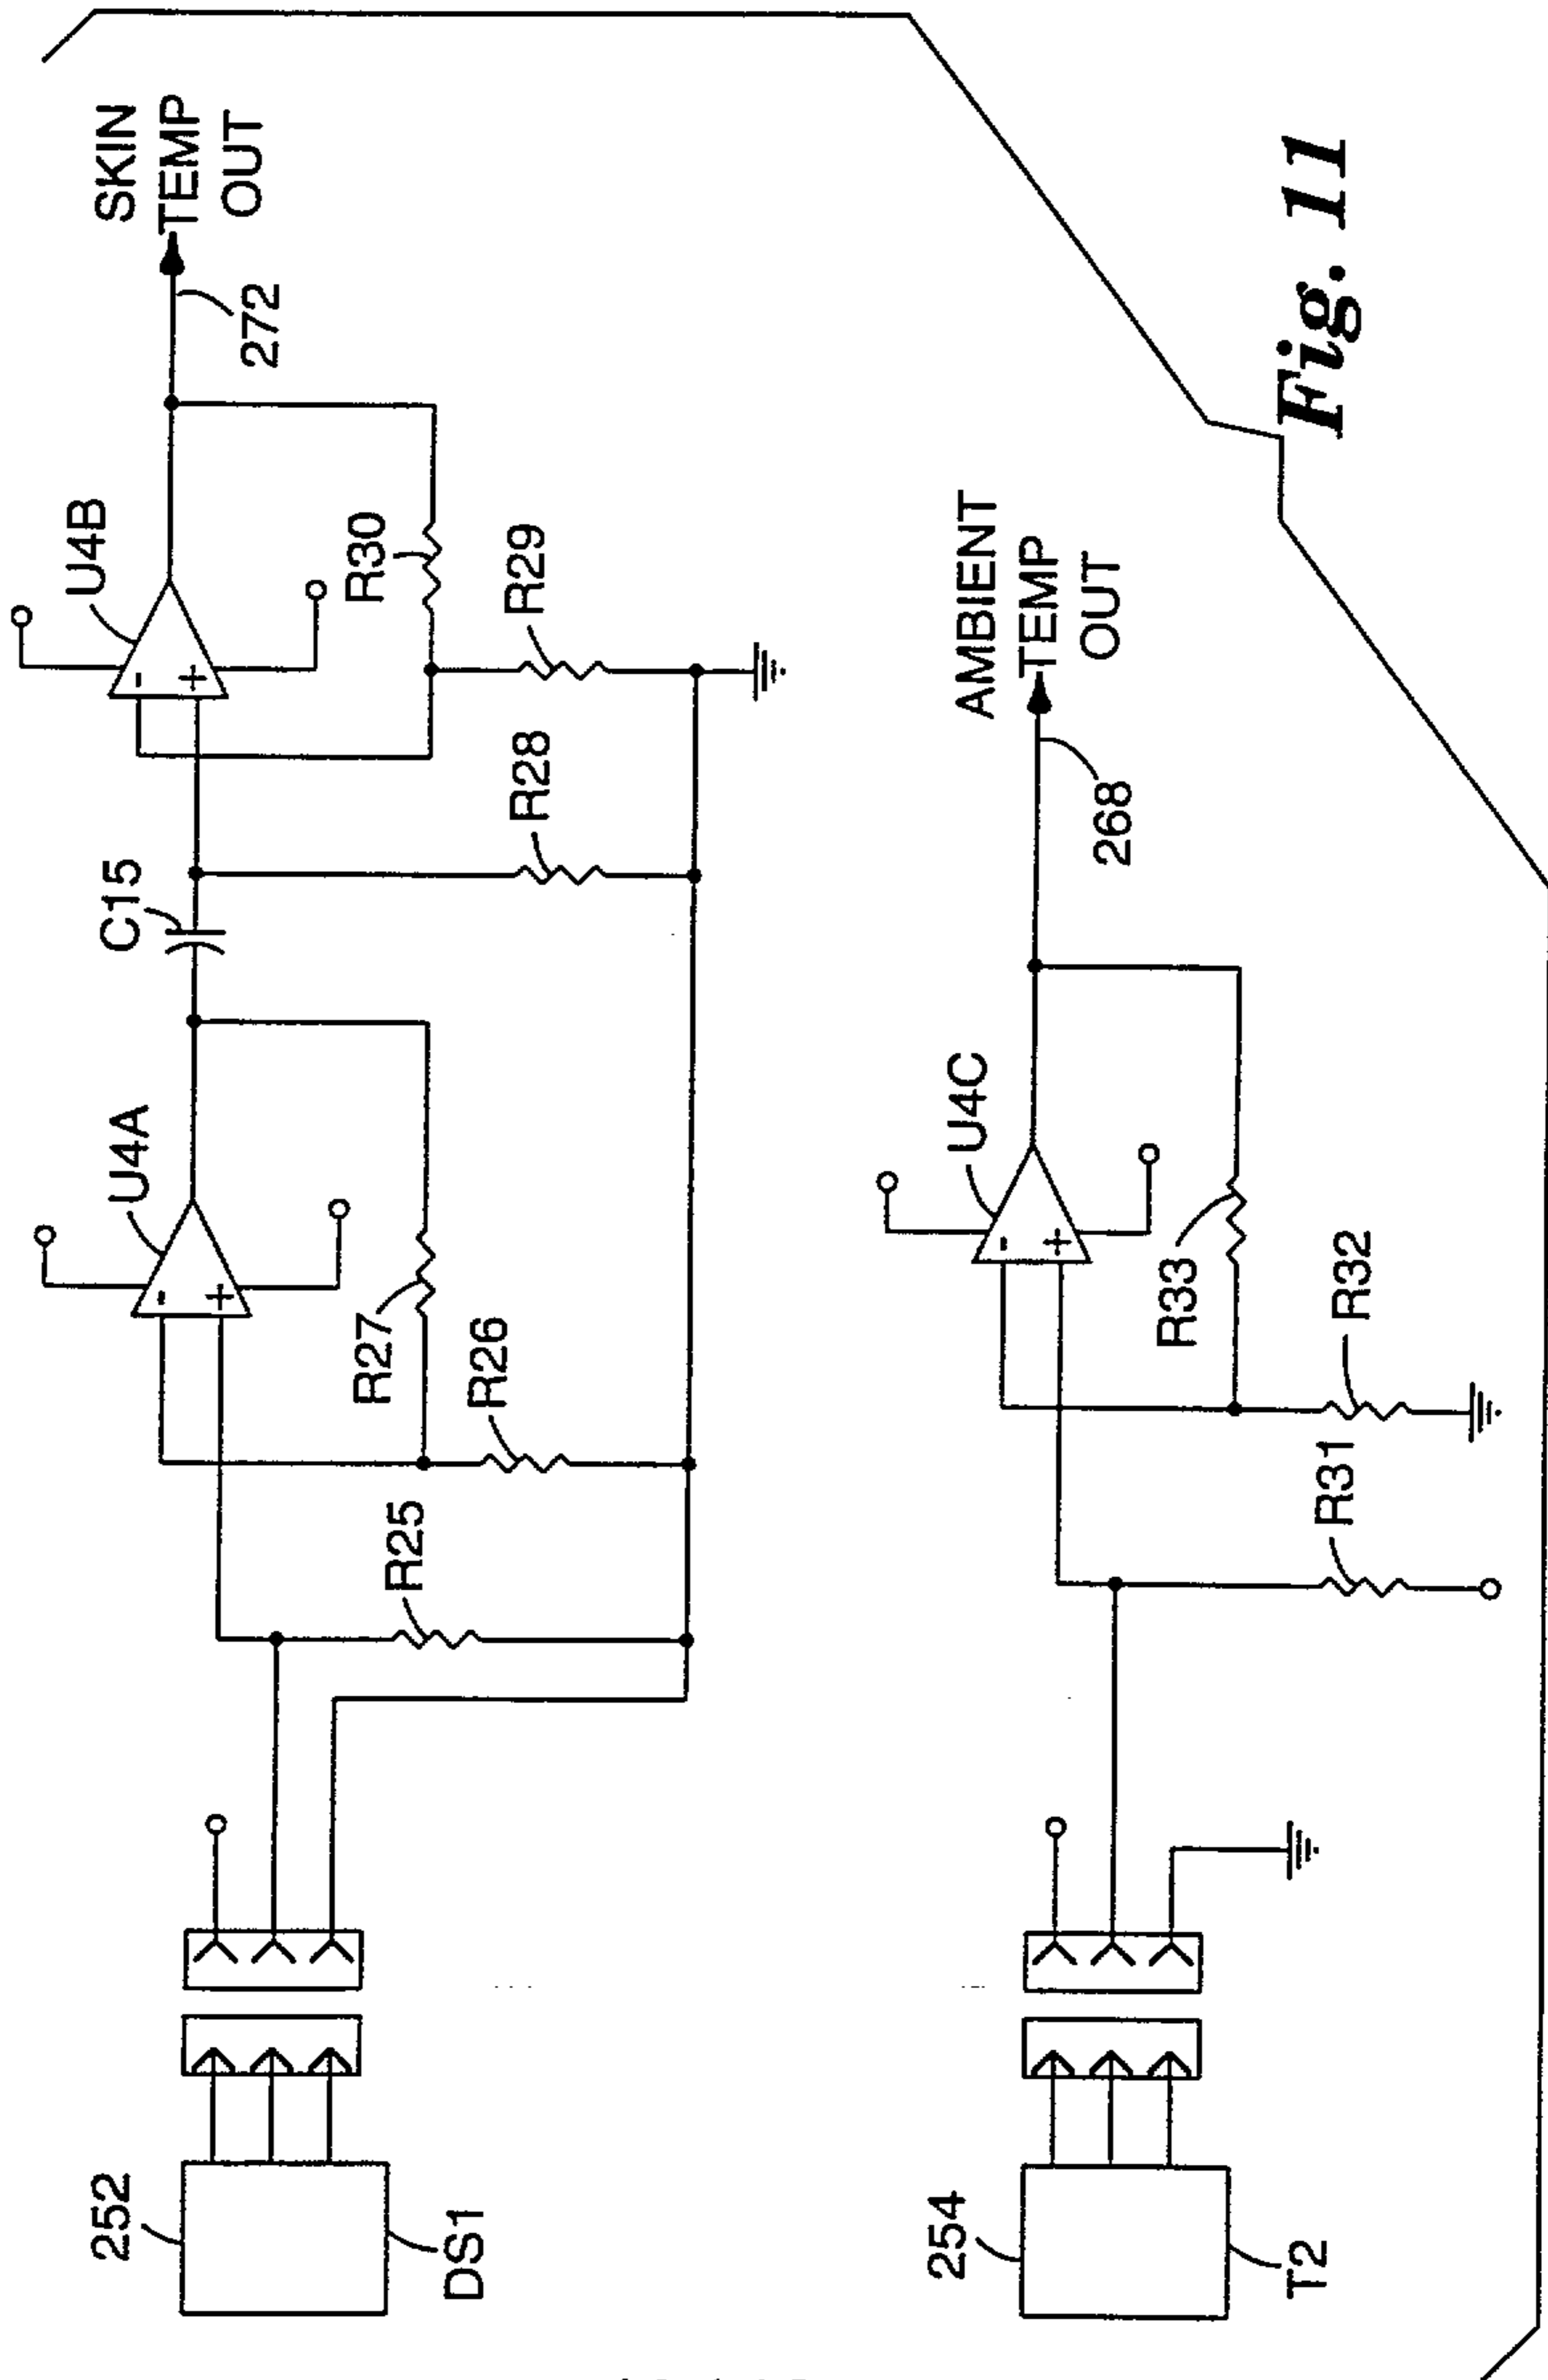 252
DS1
R25
R26
R27
U4A
C15
R28
R29
R30
U4B
272
SKIN
TEMP
OUT
254
T2
R31
R32
R33
U4C
268
AMBIENT
TEMP
OUT
-
+
-
+
-
+
Fig. 11